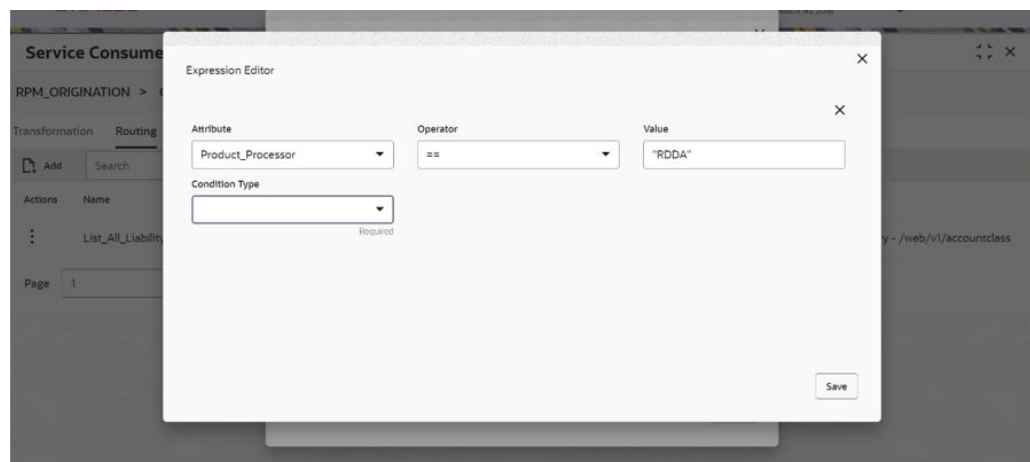 Service Consume
RPM_ORIGINATION >
Expression Editor
Transformation Routing
Attribute Operator Value
Product_Processor == "RDDA"
Add Search
Condition Type
Actions Name
Required
List_All_Liability y - /web/v1/accountclass
Page 1
Save